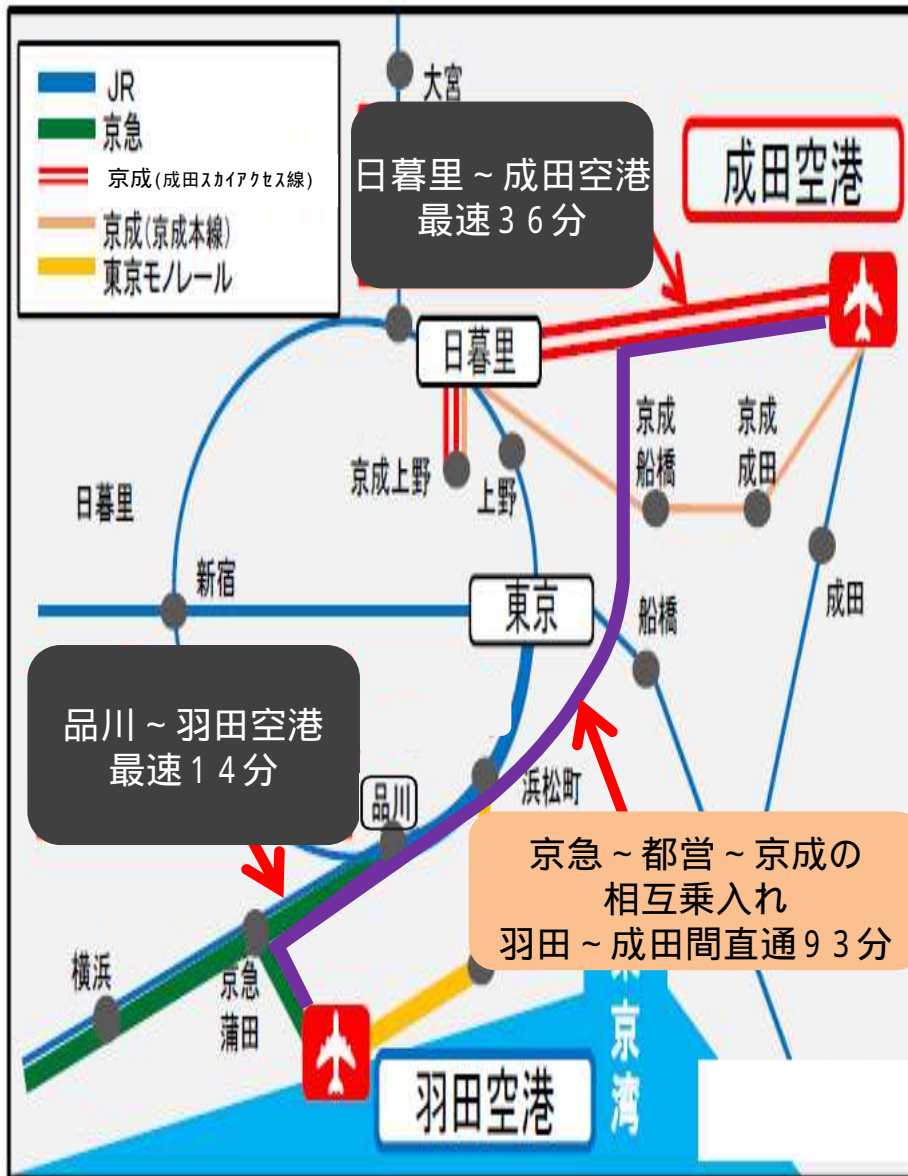 JR
京急
京成(成田スカイアクセス線)
京成(京成本線)
東京モノレール
大宮
日暮里~成田空港
最速36分
成田空港
日暮里
京成
船橋
京成
成田
京成上野
上野
日暮里
新宿
東京
船橋
成田
品川~羽田空港
最速14分
品川
浜松町
京急~都営~京成の
相互乗入れ
羽田~成田間直通93分
横浜
京急
蒲田
羽田空港
京湾